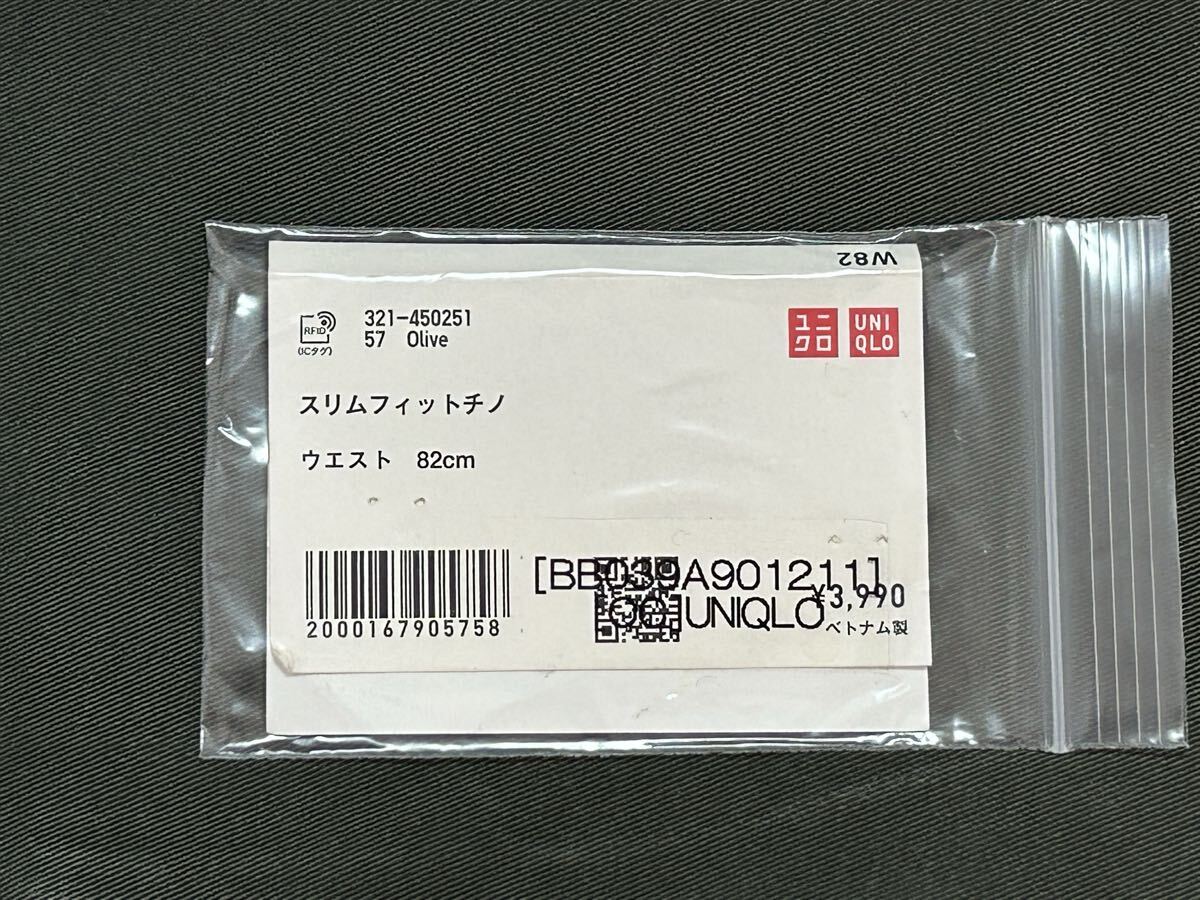 W82
RFID
(ICタグ)
321-450251
57 Olive
ユニ
クロ
UNI
QLO
スリムフィットチノ
ウエスト 82cm
2000167905758
[BB039A901211]
OC UNIQLO
¥3,990
ベトナム製